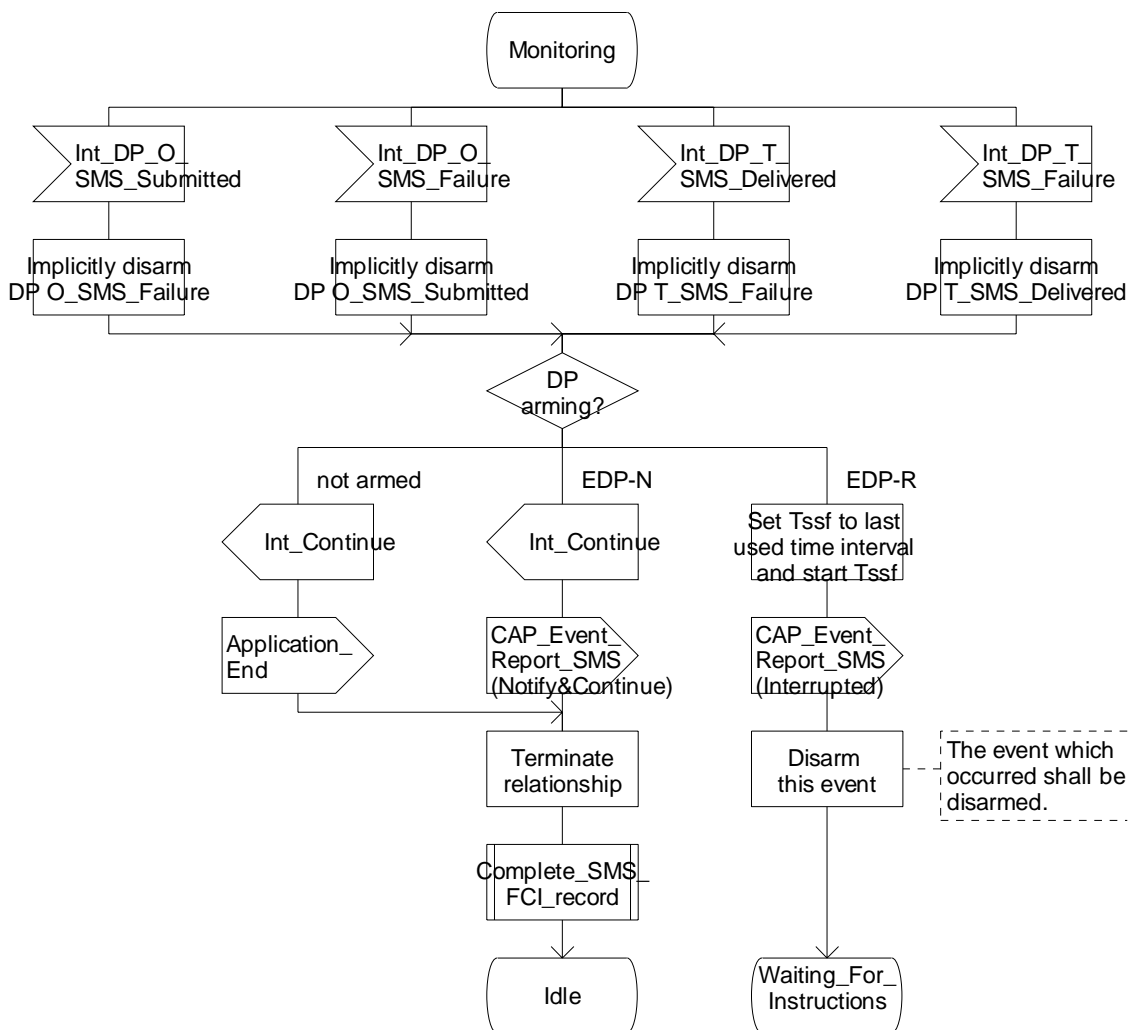 Monitoring
Int_DP_O_
SMS_Submitted
Int_DP_O_
SMS_Failure
Int_DP_T_
SMS_Delivered
Int_DP_T_
SMS_Failure
Implicitly disarm
DP O_SMS_Failure
Implicitly disarm
DP O_SMS_Submitted
Implicitly disarm
DP T_SMS_Failure
Implicitly disarm
DP T_SMS_Delivered
DP
arming?
not armed
EDP-N
EDP-R
Int_Continue
Int_Continue
Set Tssf to last
used time interval
and start Tssf
Application_
End
CAP_Event_
Report_SMS
(Notify&Continue)
CAP_Event_
Report_SMS
(Interrupted)
Terminate
relationship
Disarm
this event
The event which
occurred shall be
disarmed.
Complete_SMS_
FCI_record
Idle
Waiting_For_
Instructions